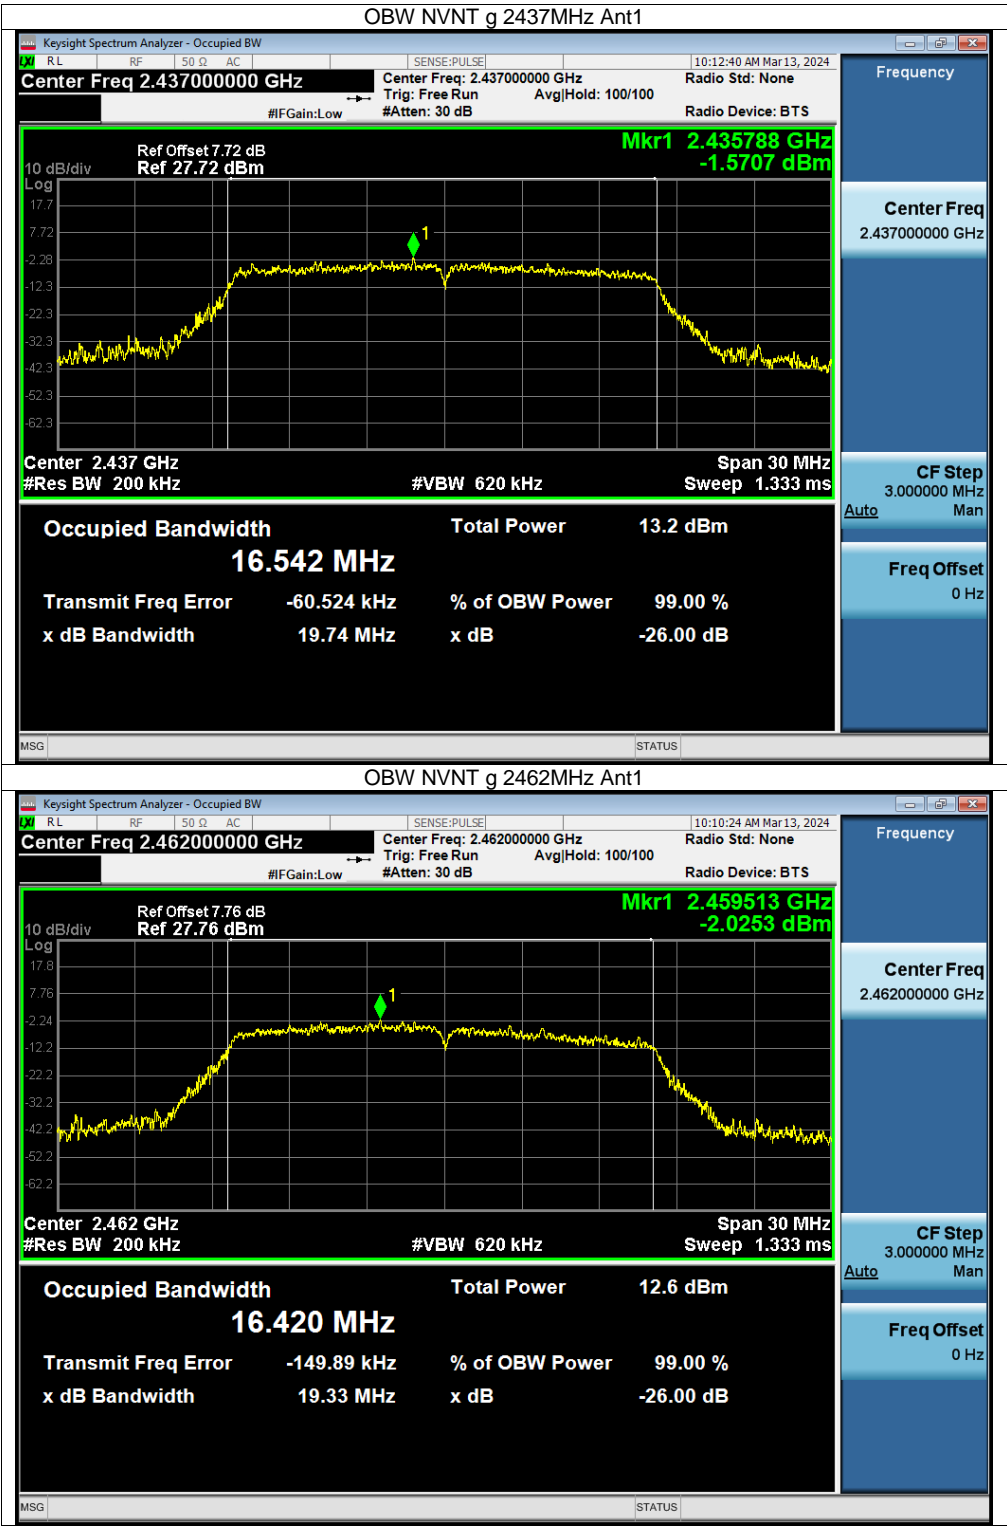 OBW NVNT g 2437MHz Ant1
Keysight Spectrum Analyzer - Occupied BW
LXI RL RF 50 Ω AC SENSE:PULSE 10:12:40 AM Mar 13, 2024
Center Freq 2.437000000 GHz
Center Freq: 2.437000000 GHz
Radio Std: None
Trig: Free Run Avg|Hold: 100/100
#IFGain:Low #Atten: 30 dB Radio Device: BTS
Frequency
Mkr1 2.435788 GHz
-1.5707 dBm
Ref Offset 7.72 dB
10 dB/div Ref 27.72 dBm
Log
17.7
7.72
-2.28
-12.3
-22.3
-32.3
-42.3
-52.3
-62.3
1
Center 2.437 GHz Span 30 MHz
#Res BW 200 kHz #VBW 620 kHz Sweep 1.333 ms
Center Freq
2.437000000 GHz
CF Step
3.000000 MHz
Auto Man
Freq Offset
0 Hz
Occupied Bandwidth Total Power 13.2 dBm
16.542 MHz
Transmit Freq Error -60.524 kHz % of OBW Power 99.00 %
x dB Bandwidth 19.74 MHz x dB -26.00 dB
MSG STATUS
OBW NVNT g 2462MHz Ant1
Keysight Spectrum Analyzer - Occupied BW
LXI RL RF 50 Ω AC SENSE:PULSE 10:10:24 AM Mar 13, 2024
Center Freq 2.462000000 GHz
Center Freq: 2.462000000 GHz
Radio Std: None
Trig: Free Run Avg|Hold: 100/100
#IFGain:Low #Atten: 30 dB Radio Device: BTS
Frequency
Mkr1 2.459513 GHz
-2.0253 dBm
Ref Offset 7.76 dB
10 dB/div Ref 27.76 dBm
Log
17.8
7.76
-2.24
-12.2
-22.2
-32.2
-42.2
-52.2
-62.2
1
Center 2.462 GHz Span 30 MHz
#Res BW 200 kHz #VBW 620 kHz Sweep 1.333 ms
Center Freq
2.462000000 GHz
CF Step
3.000000 MHz
Auto Man
Freq Offset
0 Hz
Occupied Bandwidth Total Power 12.6 dBm
16.420 MHz
Transmit Freq Error -149.89 kHz % of OBW Power 99.00 %
x dB Bandwidth 19.33 MHz x dB -26.00 dB
MSG STATUS